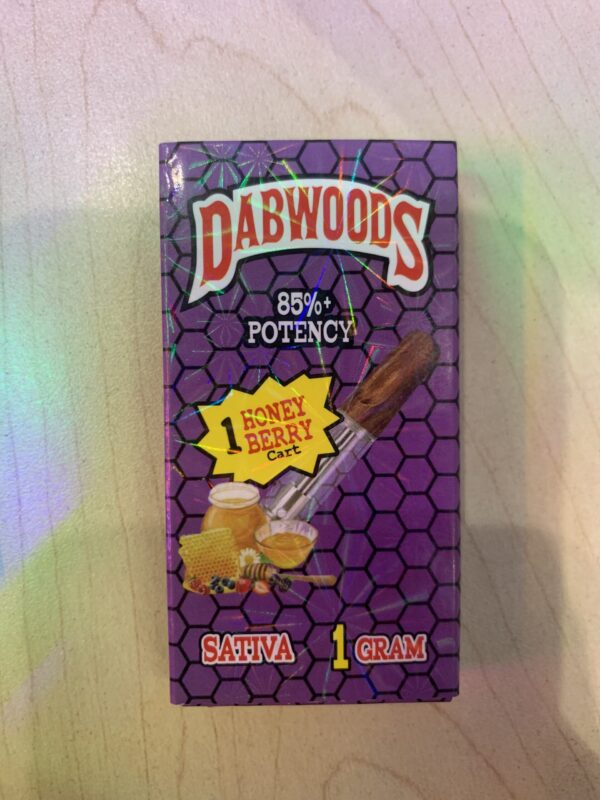 DABWOODS
85%+
POTENCY
1 HONEY
BERRY
Cart
SATIVA 1 GRAM